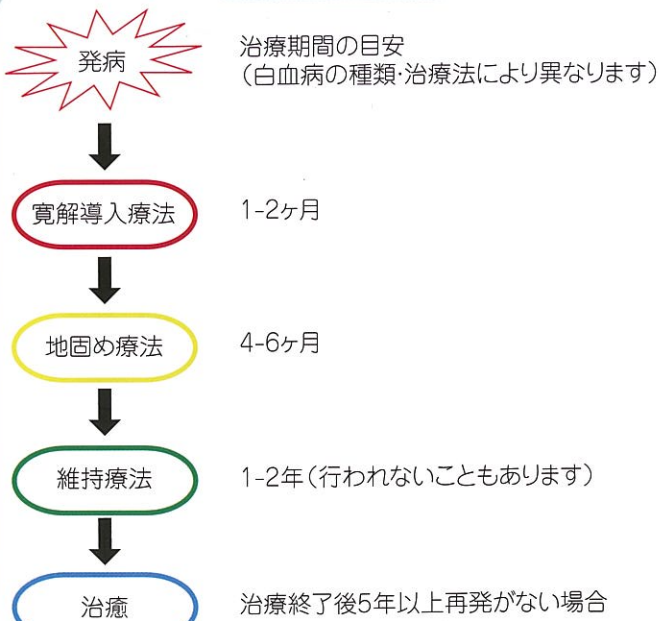 発病
治療期間の目安
(白血病の種類・治療法により異なります)
寛解導入療法
1-2ヶ月
地固め療法
4-6ヶ月
維持療法
1-2年(行われないこともあります)
治癒
治療終了後5年以上再発がない場合